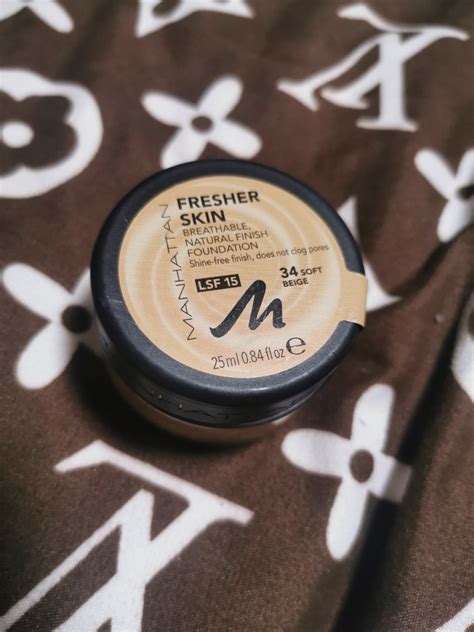 MANHATTAN
FRESHER
SKIN
BREATHABLE,
NATURAL FINISH
FOUNDATION
Shine-free finish, does not clog pores
LSF 15
34 SOFT
BEIGE
M
25ml 0.84 fl oz e